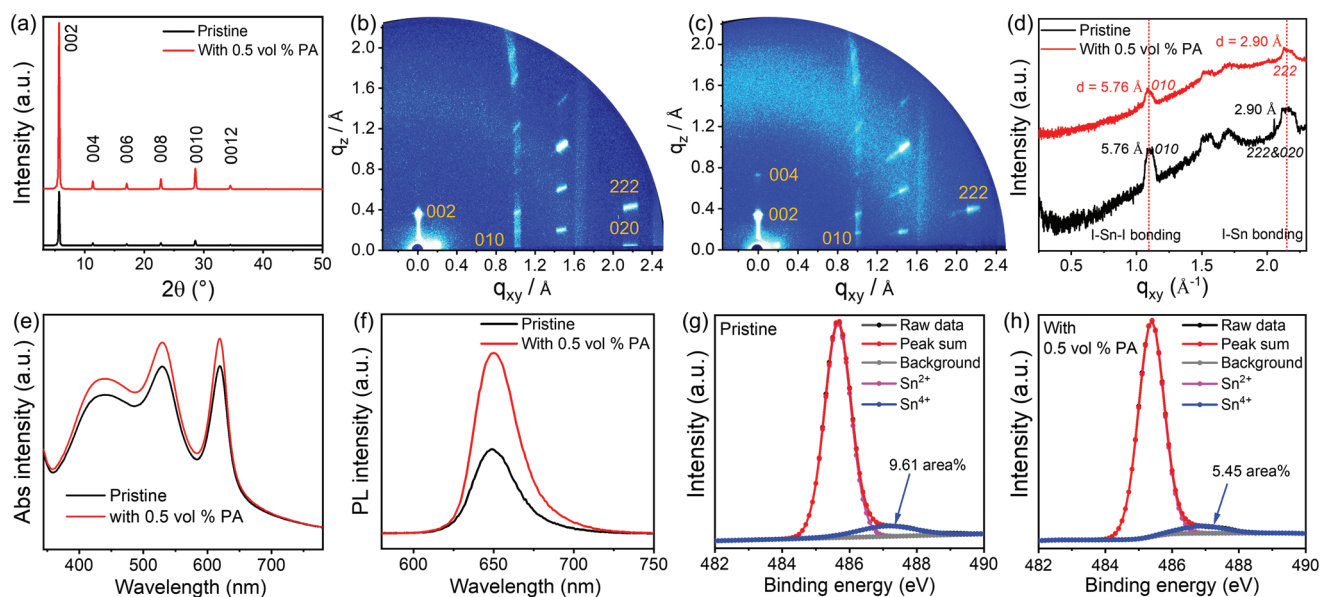 (a)
Pristine
With 0.5 vol % PA
002
004
006
008
0010
0012
Intensity (a.u.)
10 20 30 40 50
2θ (°)
(b)
2.0
1.6
1.2
0.8
0.4
0.0
q_z / Å
002
010
222
020
0.0 0.4 0.8 1.2 1.6 2.0 2.4
q_xy / Å
(c)
2.0
1.6
1.2
0.8
0.4
0.0
q_z / Å
004
002
010
222
0.0 0.4 0.8 1.2 1.6 2.0 2.4
q_xy / Å
(d)
Pristine
With 0.5 vol % PA
d = 2.90 Å
222
d = 5.76 Å 010
2.90 Å
5.76 Å 010
222&020
I-Sn-I bonding
I-Sn bonding
Intensity (a.u.)
0.5 1.0 1.5 2.0
q_xy (Å⁻¹)
(e)
Pristine
with 0.5 vol % PA
Abs intensity (a.u.)
400 500 600 700
Wavelength (nm)
(f)
Pristine
With 0.5 vol % PA
PL intensity (a.u.)
600 650 700 750
Wavelength (nm)
(g)
Pristine
Raw data
Peak sum
Background
Sn²⁺
Sn⁴⁺
9.61 area%
Intensity (a.u.)
482 484 486 488 490
Binding energy (eV)
(h)
With
0.5 vol % PA
Raw data
Peak sum
Background
Sn²⁺
Sn⁴⁺
5.45 area%
Intensity (a.u.)
482 484 486 488 490
Binding energy (eV)